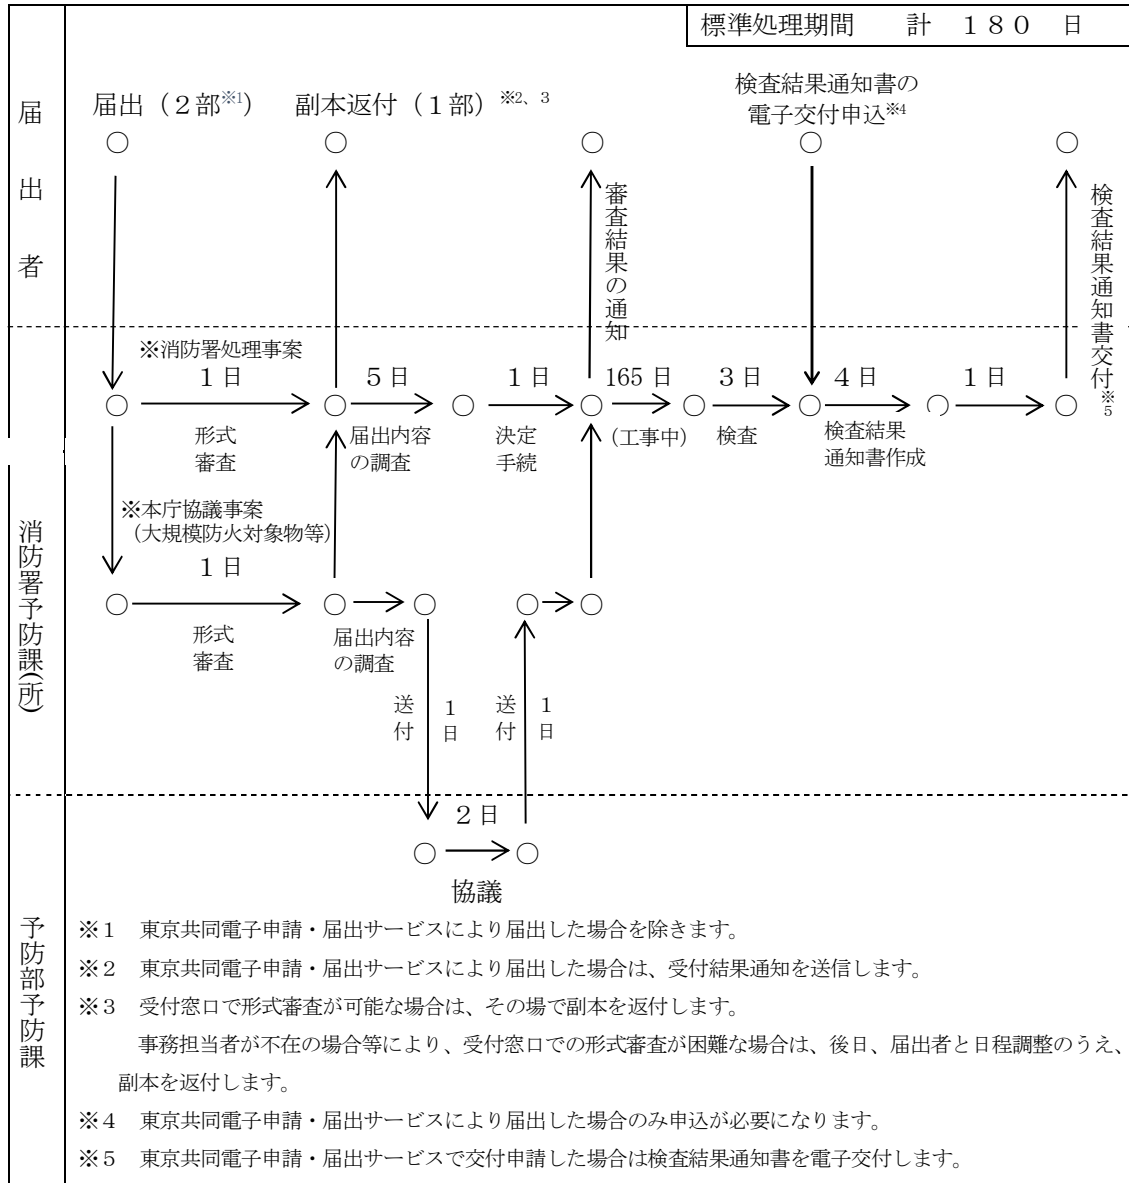 標準処理期間　計　１８０　日
届出者
届出（２部※1）
副本返付（１部）※2、3
検査結果通知書の
電子交付申込※4
審査結果の通知
検査結果通知書交付※5
※消防署処理事案
１日
５日
１日
165 日
３日
４日
１日
形式
審査
届出内容
の調査
決定
手続
(工事中)
検査
検査結果
通知書作成
消防署予防課(所)
※本庁協議事案
（大規模防火対象物等）
１日
形式
審査
届出内容
の調査
送付
１日
送付
１日
２日
協議
予防部予防課
※１　東京共同電子申請・届出サービスにより届出した場合を除きます。
※２　東京共同電子申請・届出サービスにより届出した場合は、受付結果通知を送信します。
※３　受付窓口で形式審査が可能な場合は、その場で副本を返付します。
事務担当者が不在の場合等により、受付窓口での形式審査が困難な場合は、後日、届出者と日程調整のうえ、
副本を返付します。
※４　東京共同電子申請・届出サービスにより届出した場合のみ申込が必要になります。
※５　東京共同電子申請・届出サービスで交付申請した場合は検査結果通知書を電子交付します。